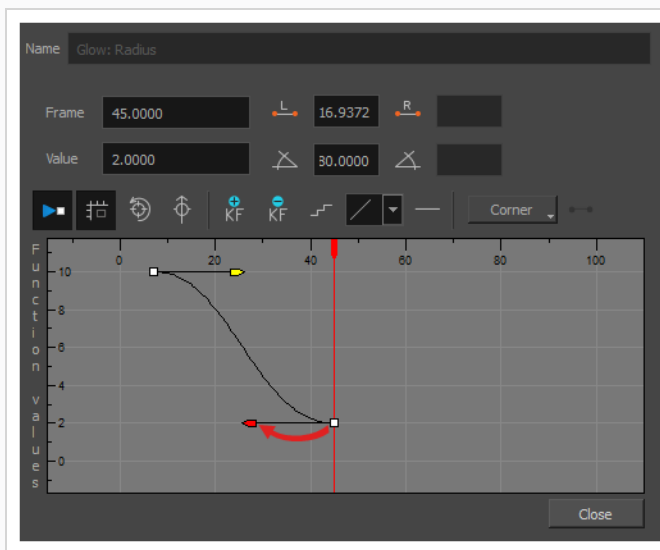 Name Glow: Radius
Frame 45.0000 L 16.9372 R
Value 2.0000 30.0000
KF KF Corner
Function values
0 20 40 60 80 100
10
8
6
4
2
0
Close